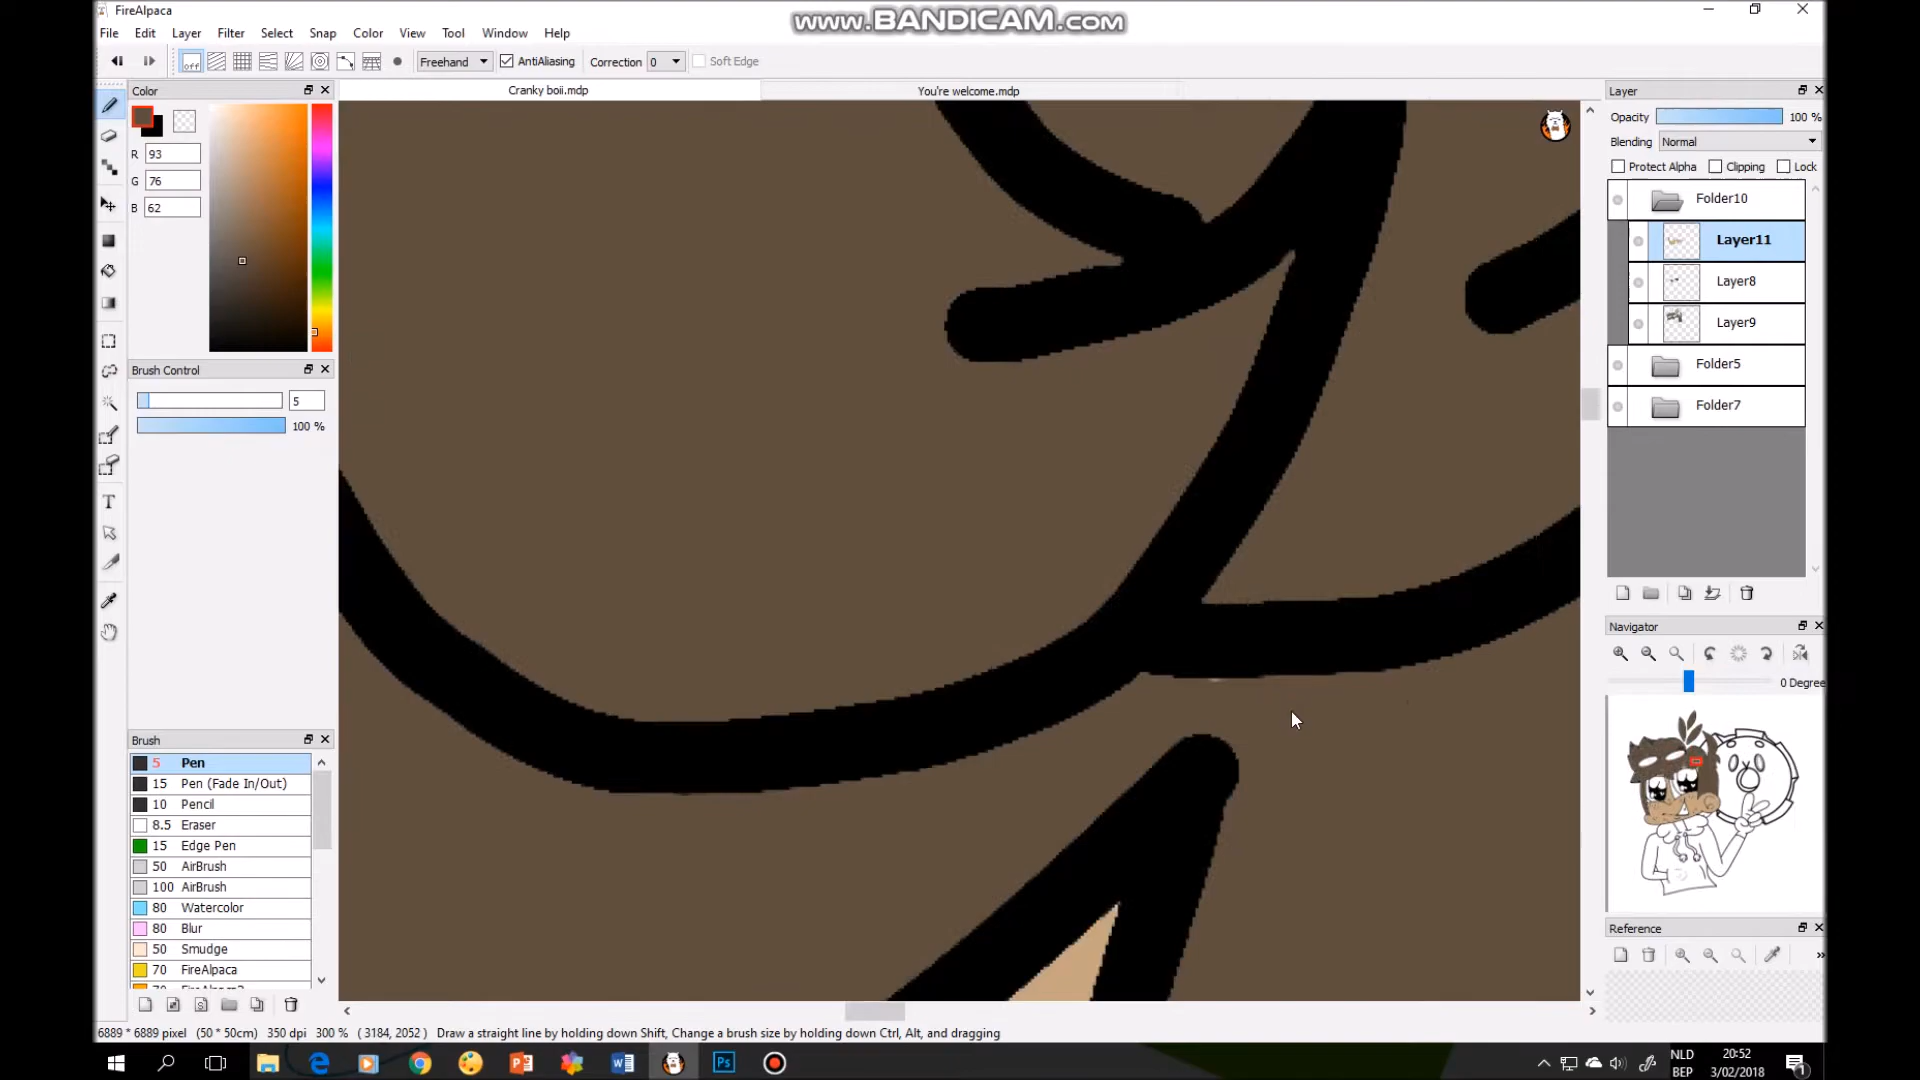 FireAlpaca
www.BANDICAM.com
File Edit Layer Filter Select Snap Color View Tool Window Help
off Freehand AntiAliasing Correction 0 Soft Edge
Color
Cranky boii.mdp
You're welcome.mdp
Layer
R 93
G 76
B 62
Opacity 100 %
Blending Normal
Protect Alpha Clipping Lock
Folder10
Layer11
Layer8
Layer9
Folder5
Folder7
Brush Control
5
100 %
Navigator
0 Degree
Brush
5 Pen
15 Pen (Fade In/Out)
10 Pencil
8.5 Eraser
15 Edge Pen
50 AirBrush
100 AirBrush
80 Watercolor
80 Blur
50 Smudge
70 FireAlpaca
Reference
6889 * 6889 pixel (50 * 50cm) 350 dpi 300 % ( 3184, 2052 ) Draw a straight line by holding down Shift, Change a brush size by holding down Ctrl, Alt, and dragging
NLD
BEP
20:52
3/02/2018